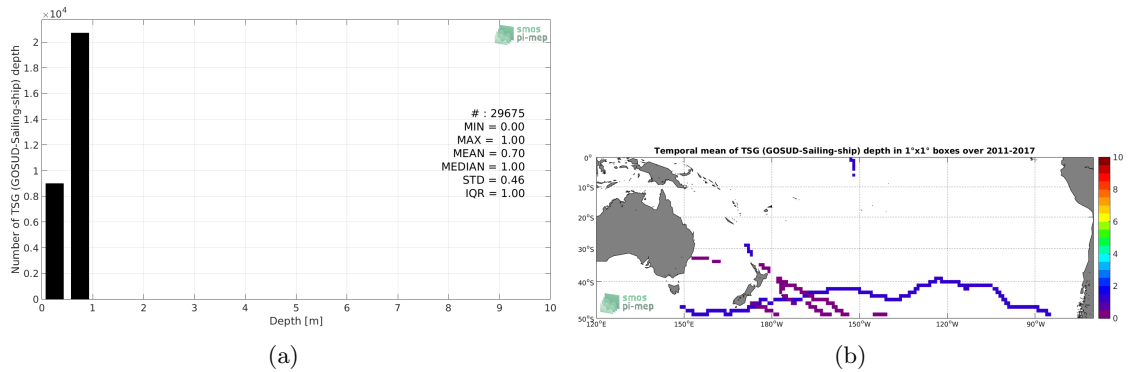 ×10⁴
2
1.8
1.6
1.4
1.2
1
0.8
0.6
0.4
0.2
0
Number of TSG (GOSUD-Sailing-ship) depth
smos
pi-mep
# : 29675
MIN = 0.00
MAX = 1.00
MEAN = 0.70
MEDIAN = 1.00
STD = 0.46
IQR = 1.00
0 1 2 3 4 5 6 7 8 9 10
Depth [m]
(a)
Temporal mean of TSG (GOSUD-Sailing-ship) depth in 1°x1° boxes over 2011-2017
0°
10°S
20°S
30°S
40°S
50°S
smos
pi-mep
120°E 150°E 180°W 150°W 120°W 90°W
10
8
6
4
2
0
(b)